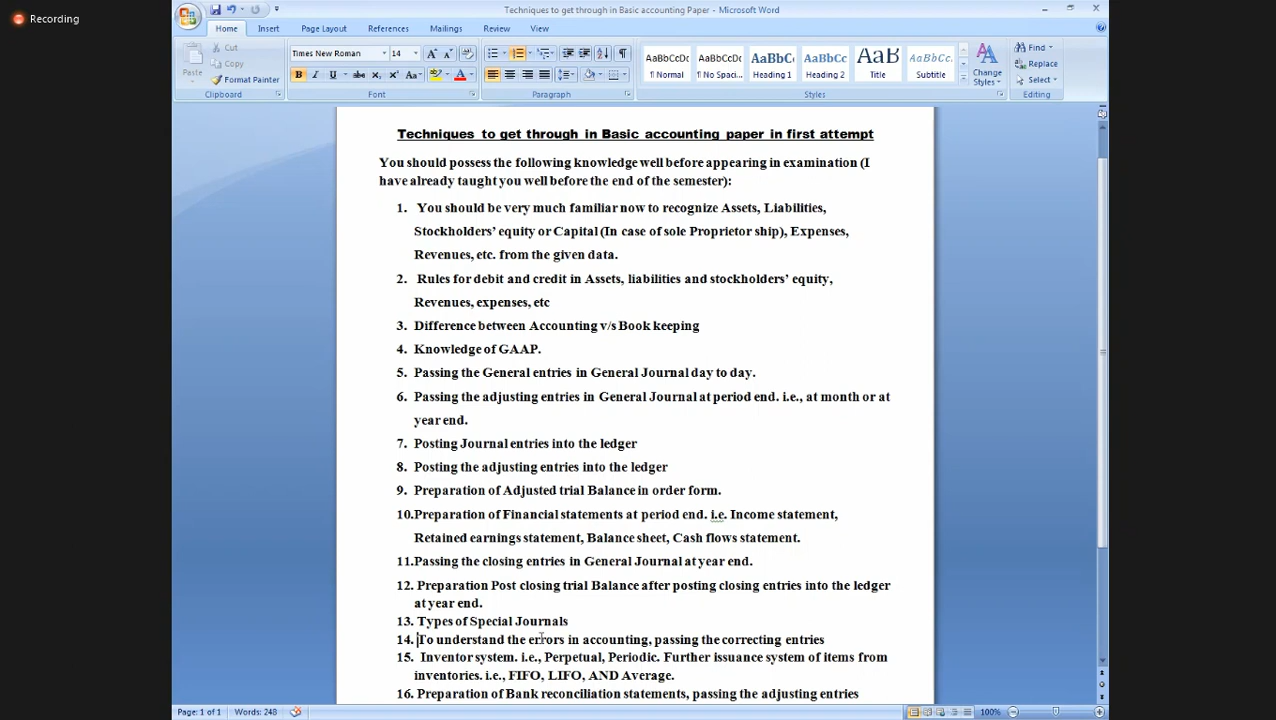 Recording
Techniques to get through in Basic accounting Paper - Microsoft Word
Home Insert Page Layout References Mailings Review View
Paste Cut Copy Format Painter
Times New Roman 14
AaBbCcDc AaBbCcDc AaBbCc AaBbCc AaB AaBbCc.
¶ Normal ¶ No Spaci... Heading 1 Heading 2 Title Subtitle
Change Styles
Find Replace Select
Clipboard Font Paragraph Styles Editing
Techniques to get through in Basic accounting paper in first attempt
You should possess the following knowledge well before appearing in examination (I
have already taught you well before the end of the semester):
1. You should be very much familiar now to recognize Assets, Liabilities,
Stockholders’ equity or Capital (In case of sole Proprietor ship), Expenses,
Revenues, etc. from the given data.
2. Rules for debit and credit in Assets, liabilities and stockholders’ equity,
Revenues, expenses, etc
3. Difference between Accounting v/s Book keeping
4. Knowledge of GAAP.
5. Passing the General entries in General Journal day to day.
6. Passing the adjusting entries in General Journal at period end. i.e., at month or at
year end.
7. Posting Journal entries into the ledger
8. Posting the adjusting entries into the ledger
9. Preparation of Adjusted trial Balance in order form.
10.Preparation of Financial statements at period end. i.e. Income statement,
Retained earnings statement, Balance sheet, Cash flows statement.
11.Passing the closing entries in General Journal at year end.
12. Preparation Post closing trial Balance after posting closing entries into the ledger
at year end.
13. Types of Special Journals
14. To understand the errors in accounting, passing the correcting entries
15. Inventor system. i.e., Perpetual, Periodic. Further issuance system of items from
inventories. i.e., FIFO, LIFO, AND Average.
16. Preparation of Bank reconciliation statements, passing the adjusting entries
Page: 1 of 1 Words: 248 100%